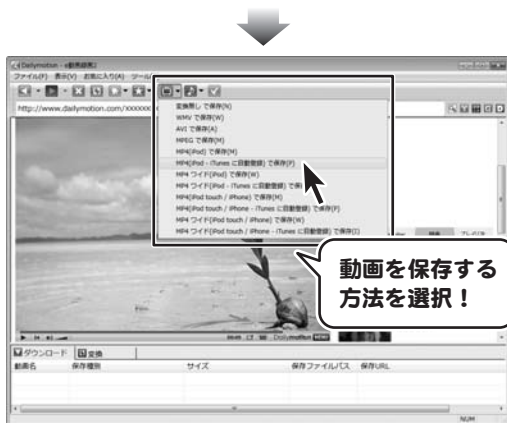 Dailymotion - e動画録画2
ファイル(F) 表示(V) お気に入り(A) ツール
http://www.dailymotion.com/xxxxxx
変換無し で保存(N)
WMV で保存(W)
AVI で保存(A)
MPEG で保存(M)
MP4(iPod) で保存(M)
MP4(iPod - iTunes に自動登録) で保存(P)
MP4 ワイド(iPod) で保存(W)
MP4 ワイド(iPod - iTunes に自動登録) で保
MP4(iPod touch / iPhone) で保存(M)
MP4(iPod touch / iPhone - iTunes に自動登録) で保存(P)
MP4 ワイド(iPod touch / iPhone) で保存(W)
MP4 ワイド(iPod touch / iPhone - iTunes に自動登録) で保存(I)
動画を保存する
方法を選択！
Dailymotion
ダウンロード 変換
動画名 保存種別 サイズ 保存ファイルパス 保存URL
NUM